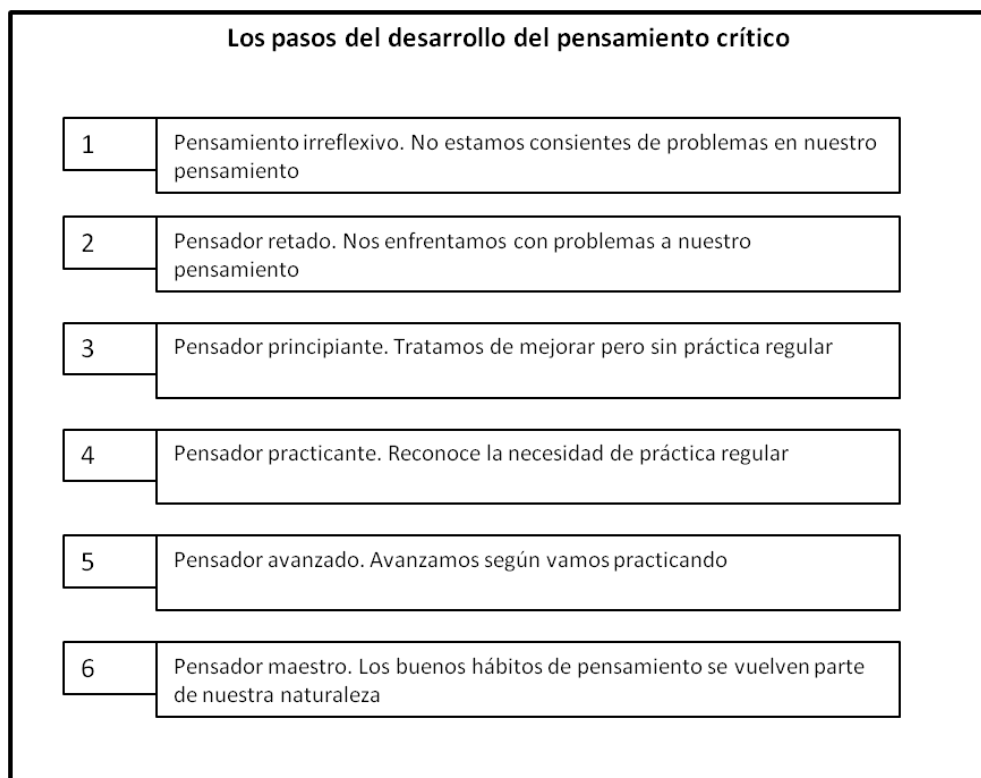 Los pasos del desarrollo del pensamiento crítico
1
Pensamiento irreflexivo. No estamos consientes de problemas en nuestro
pensamiento
2
Pensador retado. Nos enfrentamos con problemas a nuestro
pensamiento
3
Pensador principiante. Tratamos de mejorar pero sin práctica regular
4
Pensador practicante. Reconoce la necesidad de práctica regular
5
Pensador avanzado. Avanzamos según vamos practicando
6
Pensador maestro. Los buenos hábitos de pensamiento se vuelven parte
de nuestra naturaleza